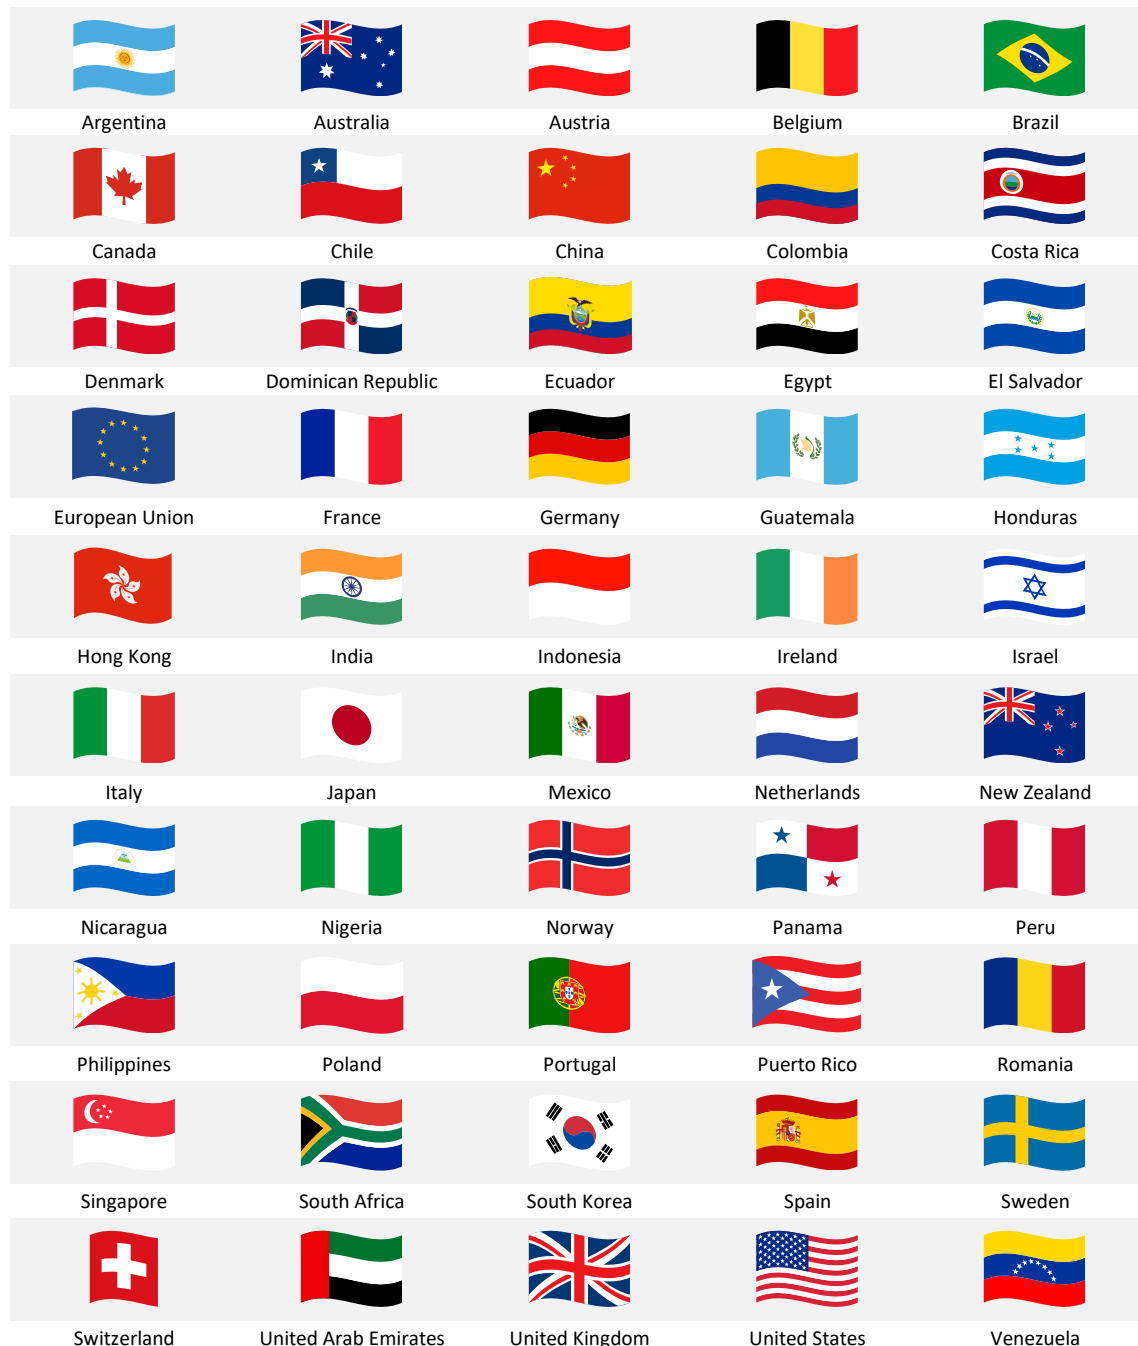 Argentina Australia Austria Belgium Brazil
Canada Chile China Colombia Costa Rica
Denmark Dominican Republic Ecuador Egypt El Salvador
European Union France Germany Guatemala Honduras
Hong Kong India Indonesia Ireland Israel
Italy Japan Mexico Netherlands New Zealand
Nicaragua Nigeria Norway Panama Peru
Philippines Poland Portugal Puerto Rico Romania
Singapore South Africa South Korea Spain Sweden
Switzerland United Arab Emirates United Kingdom United States Venezuela